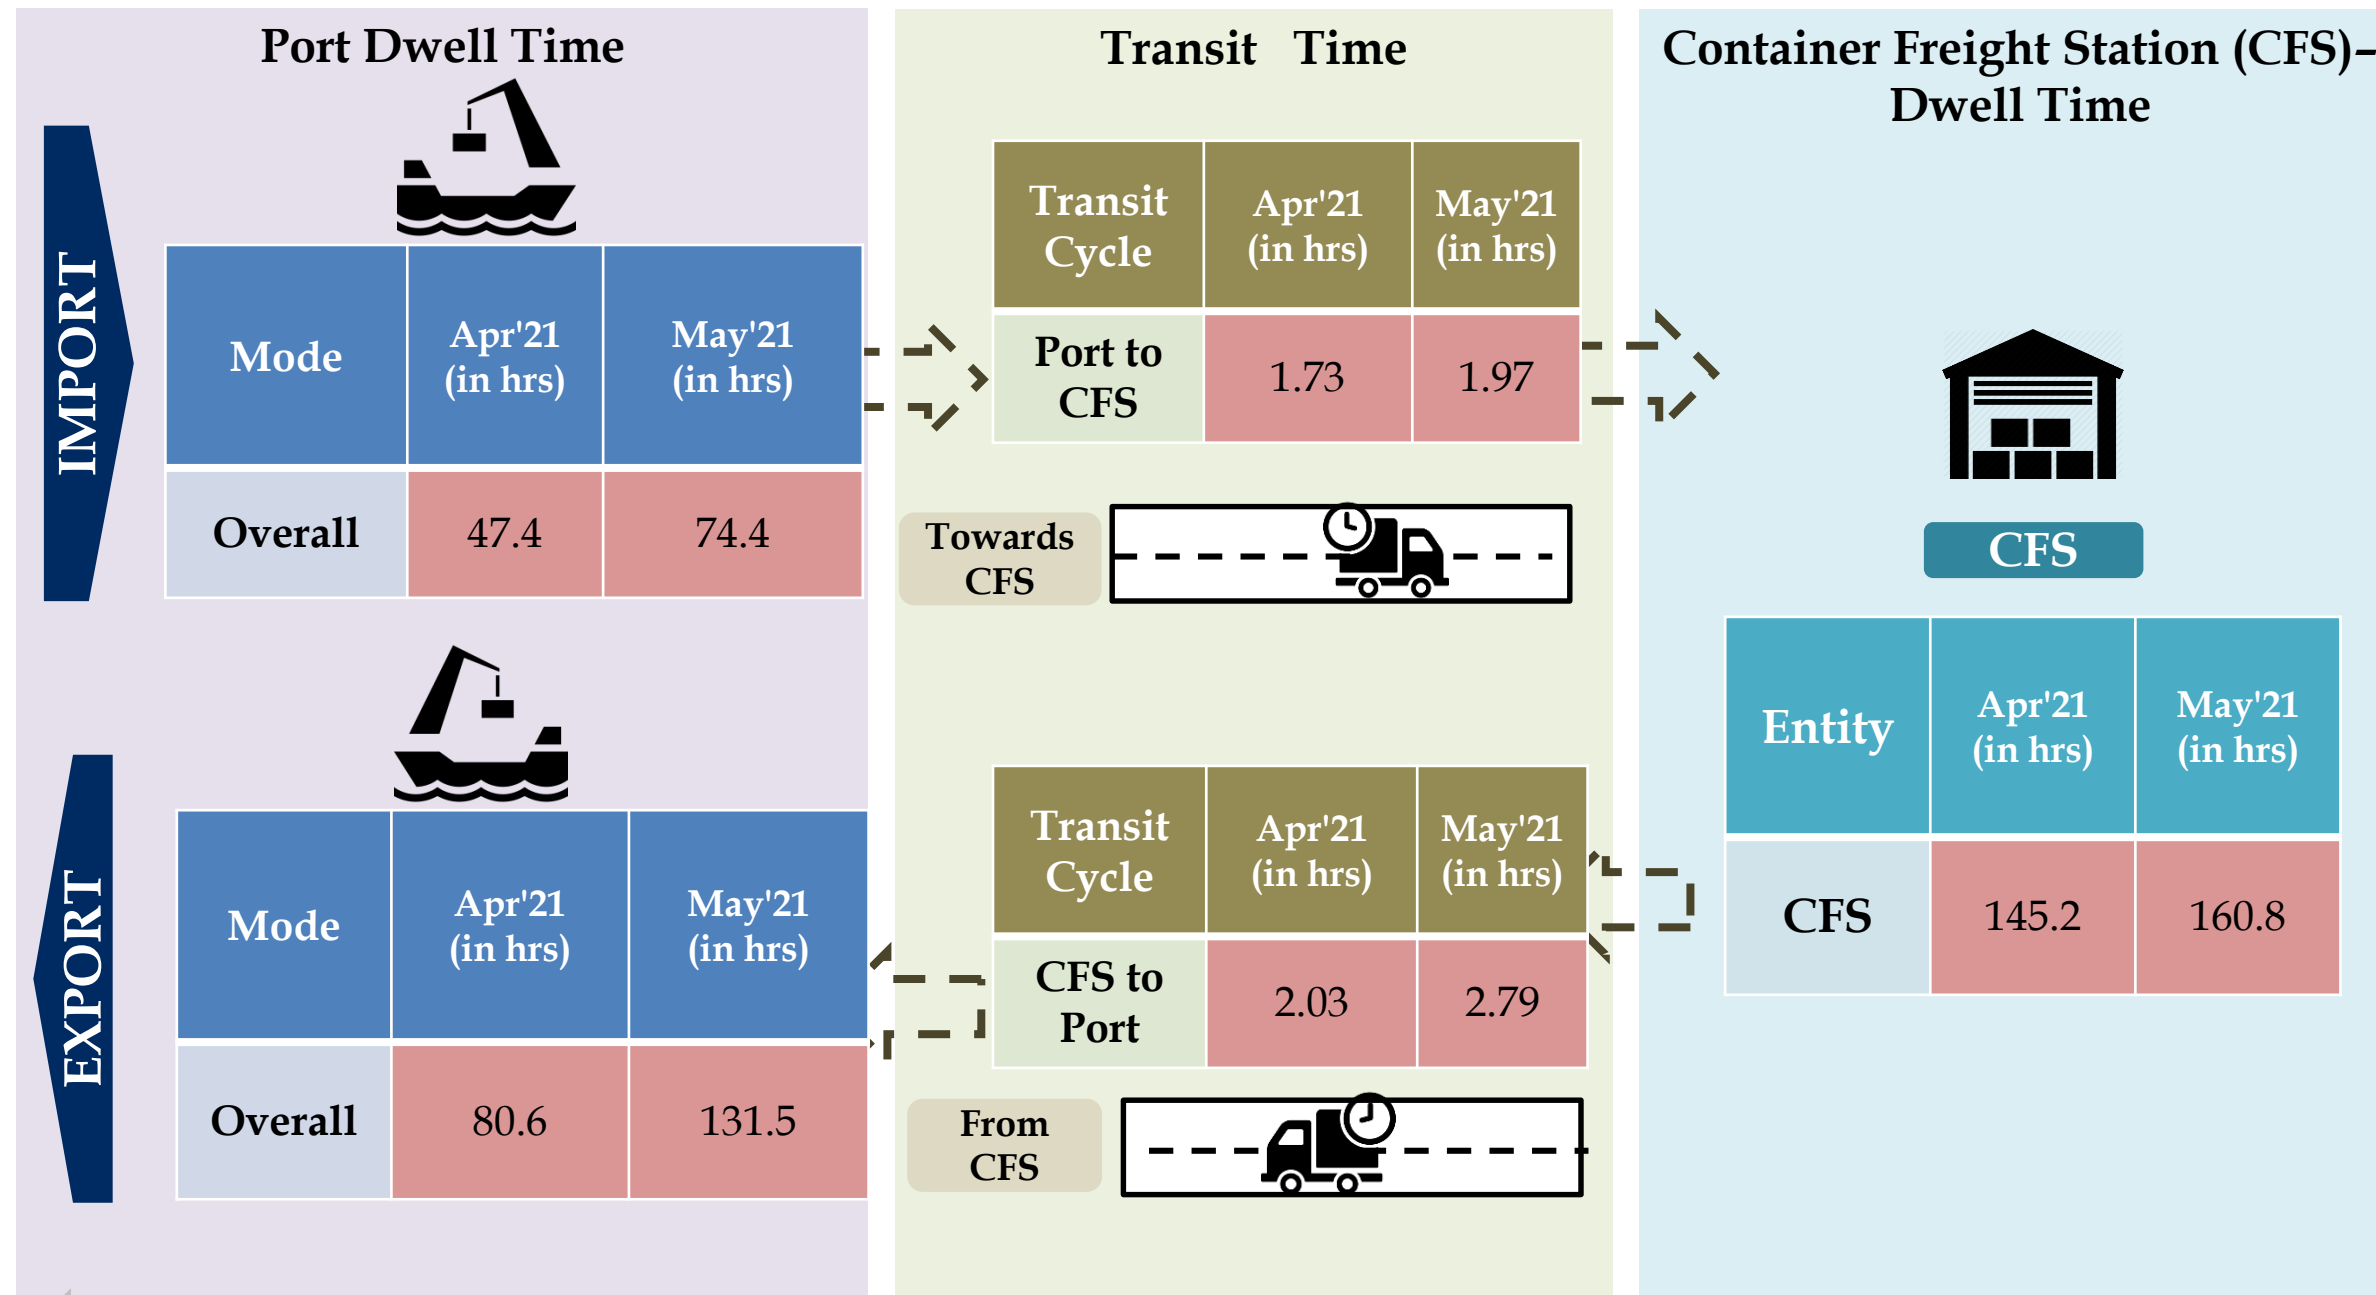 Port Dwell Time
IMPORT
Mode
Apr'21
(in hrs)
May'21
(in hrs)
Overall
47.4
74.4
EXPORT
Mode
Apr'21
(in hrs)
May'21
(in hrs)
Overall
80.6
131.5
Transit Time
Transit
Cycle
Apr'21
(in hrs)
May'21
(in hrs)
Port to
CFS
1.73
1.97
Towards
CFS
Transit
Cycle
Apr'21
(in hrs)
May'21
(in hrs)
CFS to
Port
2.03
2.79
From
CFS
Container Freight Station (CFS)–
Dwell Time
CFS
Entity
Apr'21
(in hrs)
May'21
(in hrs)
CFS
145.2
160.8